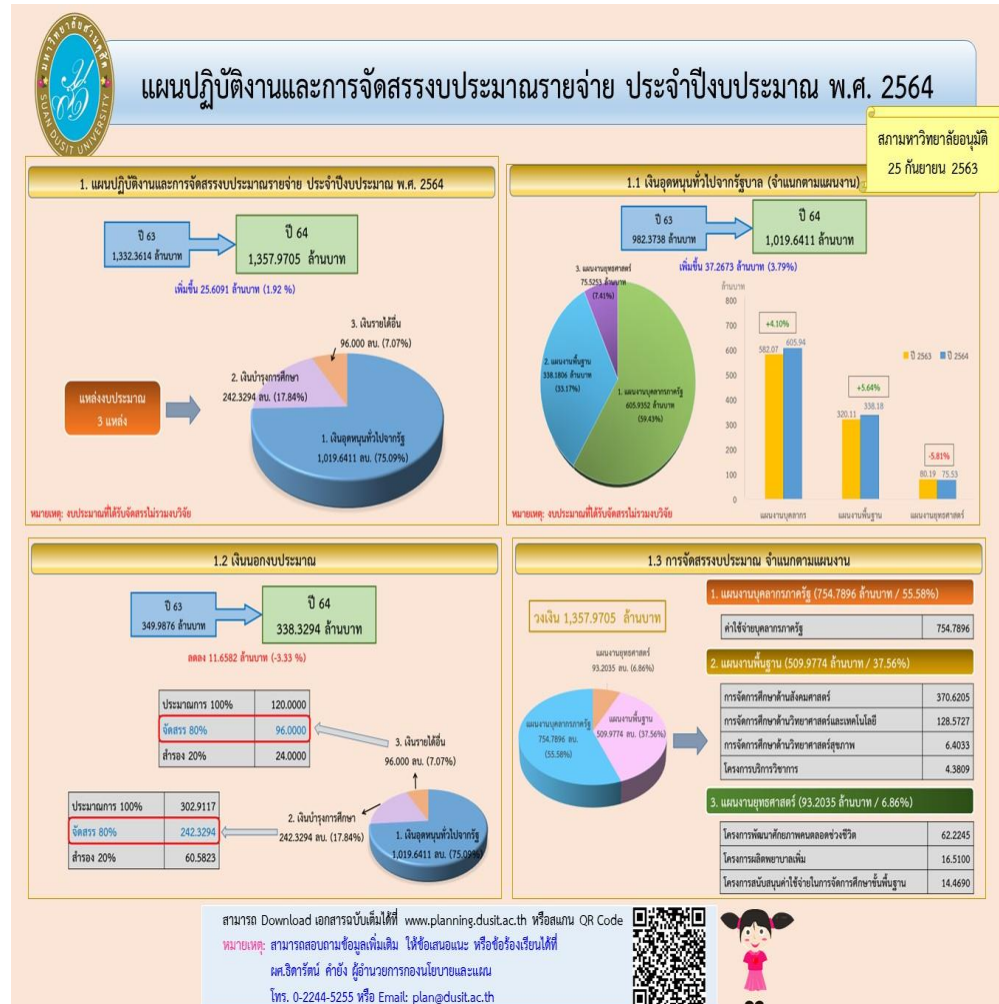 มหาวิทยาลัยสวนดุสิต
SUAN DUSIT UNIVERSITY
แผนปฏิบัติงานและการจัดสรรงบประมาณรายจ่าย ประจำปีงบประมาณ พ.ศ. 2564
สภามหาวิทยาลัยอนุมัติ
25 กันยายน 2563
1. แผนปฏิบัติงานและการจัดสรรงบประมาณรายจ่าย ประจำปีงบประมาณ พ.ศ. 2564
ปี 63
1,332.3614 ล้านบาท
ปี 64
1,357.9705 ล้านบาท
เพิ่มขึ้น 25.6091 ล้านบาท (1.92 %)
แหล่งงบประมาณ
3 แหล่ง
3. เงินรายได้อื่น
96.000 ลบ. (7.07%)
2. เงินบำรุงการศึกษา
242.3294 ลบ. (17.84%)
1. เงินอุดหนุนทั่วไปจากรัฐ
1,019.6411 ลบ. (75.09%)
หมายเหตุ: งบประมาณที่ได้รับจัดสรรไม่รวมงบวิจัย
1.1 เงินอุดหนุนทั่วไปจากรัฐบาล (จำแนกตามแผนงาน)
ปี 63
982.3738 ล้านบาท
ปี 64
1,019.6411 ล้านบาท
เพิ่มขึ้น 37.2673 ล้านบาท (3.79%)
3. แผนงานยุทธศาสตร์
75.5253 ล้านบาท
(7.41%)
2. แผนงานพื้นฐาน
338.1806 ล้านบาท
(33.17%)
1. แผนงานบุคลากรภาครัฐ
605.9352 ล้านบาท
(59.43%)
ล้านบาท
800
700
600
500
400
300
200
100
0
+4.10%
582.07 605.94
+5.64%
320.11 338.18
-5.81%
80.19 75.53
ปี 2563 ปี 2564
แผนงานบุคลากร แผนงานพื้นฐาน แผนงานยุทธศาสตร์
หมายเหตุ: งบประมาณที่ได้รับจัดสรรไม่รวมงบวิจัย
1.2 เงินนอกงบประมาณ
ปี 63
349.9876 ล้านบาท
ปี 64
338.3294 ล้านบาท
ลดลง 11.6582 ล้านบาท (-3.33 %)
ประมาณการ 100% 120.0000
จัดสรร 80% 96.0000
สำรอง 20% 24.0000
3. เงินรายได้อื่น
96.000 ลบ. (7.07%)
ประมาณการ 100% 302.9117
จัดสรร 80% 242.3294
สำรอง 20% 60.5823
2. เงินบำรุงการศึกษา
242.3294 ลบ. (17.84%)
1. เงินอุดหนุนทั่วไปจากรัฐ
1,019.6411 ลบ. (75.09%)
1.3 การจัดสรรงบประมาณ จำแนกตามแผนงาน
วงเงิน 1,357.9705 ล้านบาท
แผนงานยุทธศาสตร์
93.2035 ลบ. (6.86%)
แผนงานบุคลากรภาครัฐ
754.7896 ลบ.
(55.58%)
แผนงานพื้นฐาน
509.9774 ลบ. (37.56%)
1. แผนงานบุคลากรภาครัฐ (754.7896 ล้านบาท / 55.58%)
ค่าใช้จ่ายบุคลากรภาครัฐ 754.7896
2. แผนงานพื้นฐาน (509.9774 ล้านบาท / 37.56%)
การจัดการศึกษาด้านสังคมศาสตร์ 370.6205
การจัดการศึกษาด้านวิทยาศาสตร์และเทคโนโลยี 128.5727
การจัดการศึกษาด้านวิทยาศาสตร์สุขภาพ 6.4033
โครงการบริการวิชาการ 4.3809
3. แผนงานยุทธศาสตร์ (93.2035 ล้านบาท / 6.86%)
โครงการพัฒนาศักยภาพคนตลอดช่วงชีวิต 62.2245
โครงการผลิตพยาบาลเพิ่ม 16.5100
โครงการสนับสนุนค่าใช้จ่ายในการจัดการศึกษาขั้นพื้นฐาน 14.4690
สามารถ Download เอกสารฉบับเต็มได้ที่ www.planning.dusit.ac.th หรือสแกน QR Code
หมายเหตุ: สามารถสอบถามข้อมูลเพิ่มเติม ให้ข้อเสนอแนะ หรือข้อร้องเรียนได้ที่
ผศ.ธิดารัตน์ คำยัง ผู้อำนวยการกองนโยบายและแผน
โทร. 0-2244-5255 หรือ Email: plan@dusit.ac.th